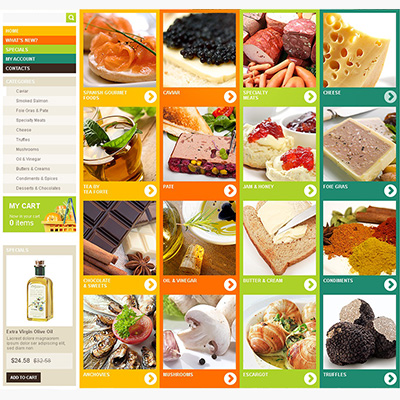 HOME
WHAT'S NEW?
SPECIALS
MY ACCOUNT
CONTACTS
CATEGORIES
Caviar
Smoked Salmon
Foie Gras & Pate
Specialty Meats
Cheese
Truffles
Mushrooms
Oil & Vinegar
Butters & Creams
Condiments & Spices
Desserts & Chocolates
MY CART
Now in your cart
0 items
SPECIALS
Extra Virgin Olive Oil
$24.58 $32.58
ADD TO CART
SPANISH GOURMET
FOODS
CAVIAR
SPECIALTY
MEATS
CHEESE
TEA BY
TEA FORTE
PATE
JAM & HONEY
FOIE GRAS
CHOCOLATE
& SWEETS
OIL & VINEGAR
BUTTER & CREAM
CONDIMENTS
ANCHOVIES
MUSHROOMS
ESCARGOT
TRUFFLES